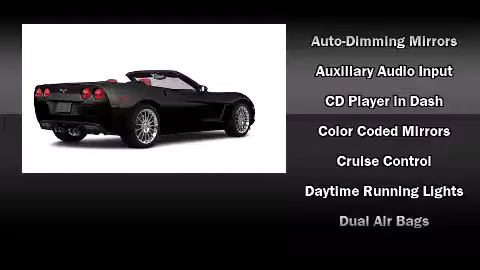 Auto-Dimming Mirrors
Auxiliary Audio Input
CD Player in Dash
Color Coded Mirrors
Cruise Control
Daytime Running Lights
Dual Air Bags